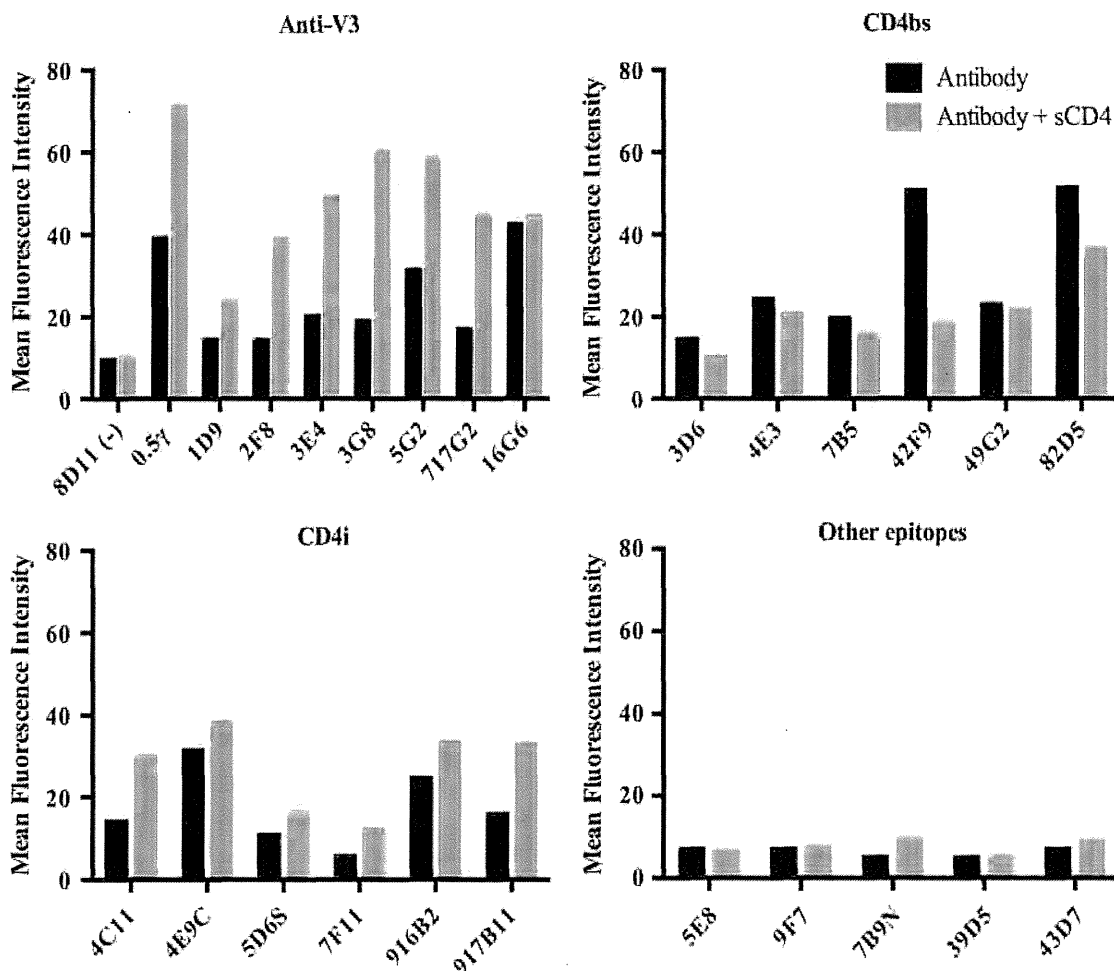 Anti-V3
Mean Fluorescence Intensity
80
60
40
20
0
8D11 (-)
0.5γ
1D9
2F8
3E4
3G8
5G2
717G2
16G6
CD4bs
Antibody
Antibody + sCD4
Mean Fluorescence Intensity
80
60
40
20
0
3D6
4E3
7B5
42F9
49G2
82D5
CD4i
Mean Fluorescence Intensity
80
60
40
20
0
4C11
4E9C
5D6S
7F11
916B2
917B11
Other epitopes
Mean Fluorescence Intensity
80
60
40
20
0
5E8
9F7
7B9N
39D5
43D7